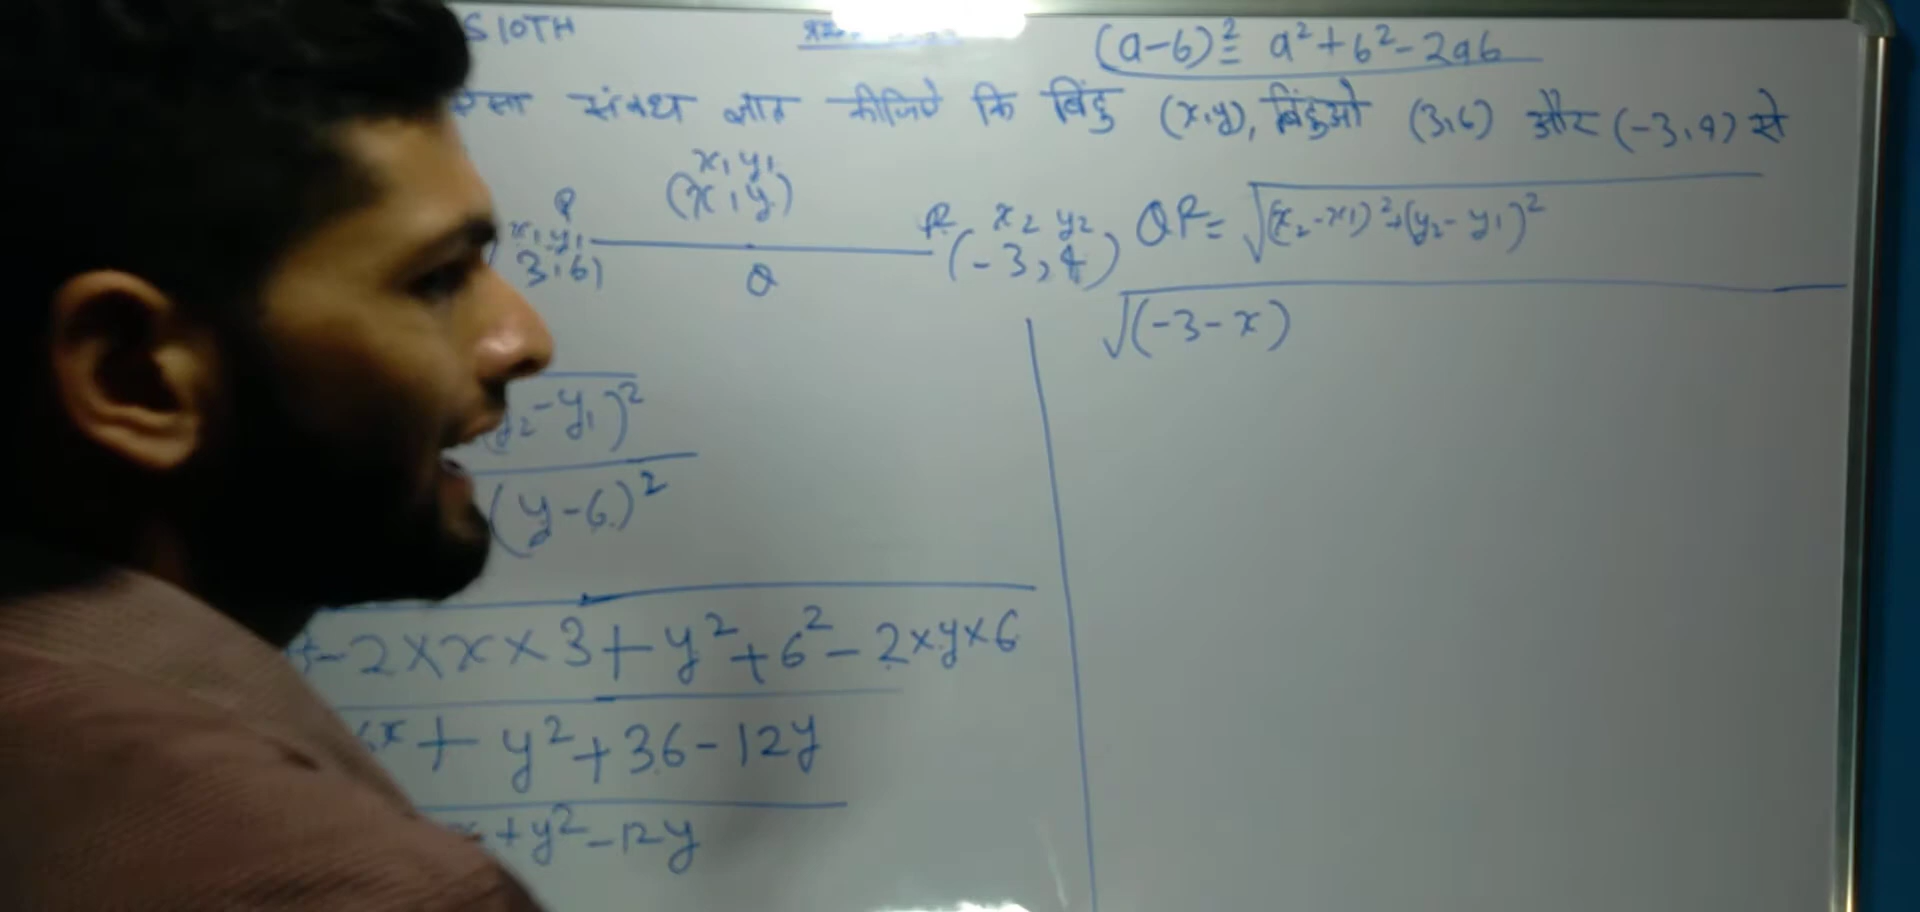 S 10TH
(a-b)² = a²+b²-2ab
संबंध ज्ञात कीजिये कि बिंदु (x,y), बिंदुओ (3,6) और (-3,4) से
x₁ y₁
(x,y)
P
x₁ y₁
3,6)
Q
R x₂ y₂
(-3,4)
QR = √(x₂-x₁)²+(y₂-y₁)²
√(-3-x)
y₂-y₁)²
(y-6)²
-2×x×3+y²+6²-2×y×6
6x + y²+36-12y
x+y²-12y